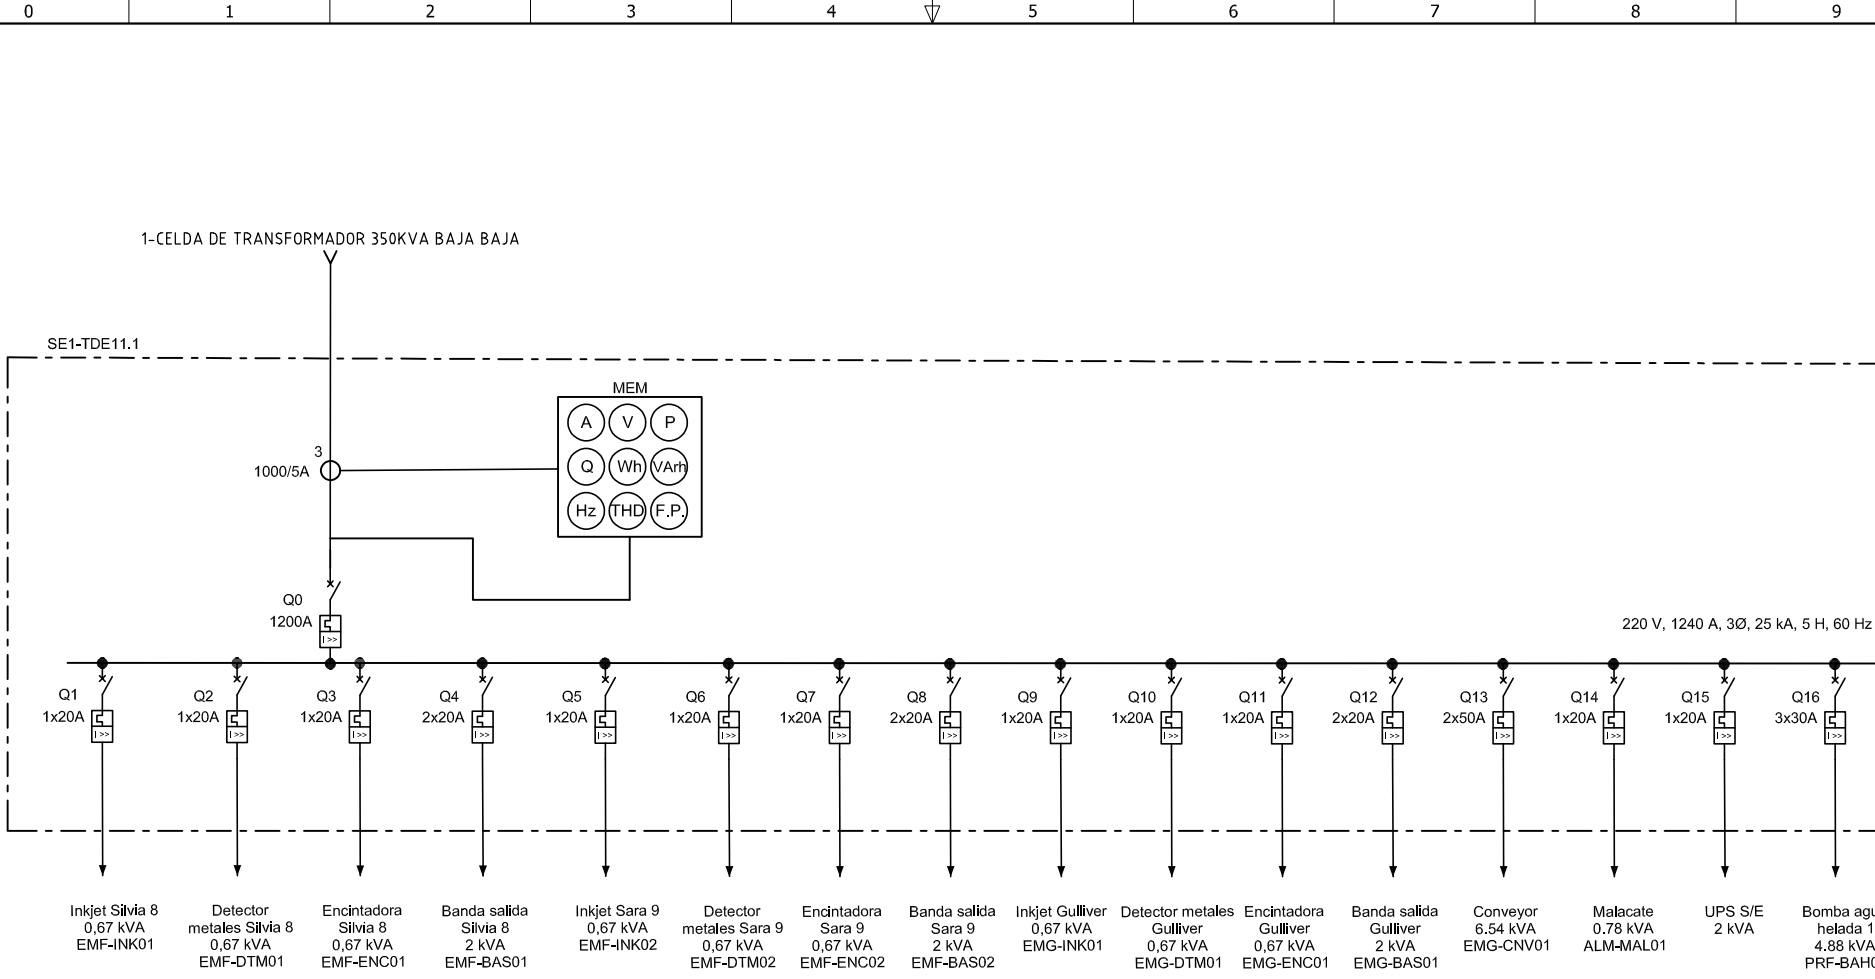 0 1 2 3 4 5 6 7 8 9
1-CELDA DE TRANSFORMADOR 350KVA BAJA BAJA
SE1-TDE11.1
MEM
A V P
3
1000/5A
Q Wh VArh
Hz THD F.P.
Q0
1200A
I >>
220 V, 1240 A, 3Ø, 25 kA, 5 H, 60 Hz
Q1 Q2 Q3 Q4 Q5 Q6 Q7 Q8 Q9 Q10 Q11 Q12 Q13 Q14 Q15 Q16
1x20A 1x20A 1x20A 2x20A 1x20A 1x20A 1x20A 2x20A 1x20A 1x20A 1x20A 2x20A 2x50A 1x20A 1x20A 3x30A
I >> I >> I >> I >> I >> I >> I >> I >> I >> I >> I >> I >> I >> I >> I >> I >>
Inkjet Silvia 8
0,67 kVA
EMF-INK01
Detector
metales Silvia 8
0,67 kVA
EMF-DTM01
Encintadora
Silvia 8
0,67 kVA
EMF-ENC01
Banda salida
Silvia 8
2 kVA
EMF-BAS01
Inkjet Sara 9
0,67 kVA
EMF-INK02
Detector
metales Sara 9
0,67 kVA
EMF-DTM02
Encintadora
Sara 9
0,67 kVA
EMF-ENC02
Banda salida
Sara 9
2 kVA
EMF-BAS02
Inkjet Gulliver
0,67 kVA
EMG-INK01
Detector metales
Gulliver
0,67 kVA
EMG-DTM01
Encintadora
Gulliver
0,67 kVA
EMG-ENC01
Banda salida
Gulliver
2 kVA
EMG-BAS01
Conveyor
6.54 kVA
EMG-CNV01
Malacate
0.78 kVA
ALM-MAL01
UPS S/E
2 kVA
Bomba agu
helada 1
4.88 kVA